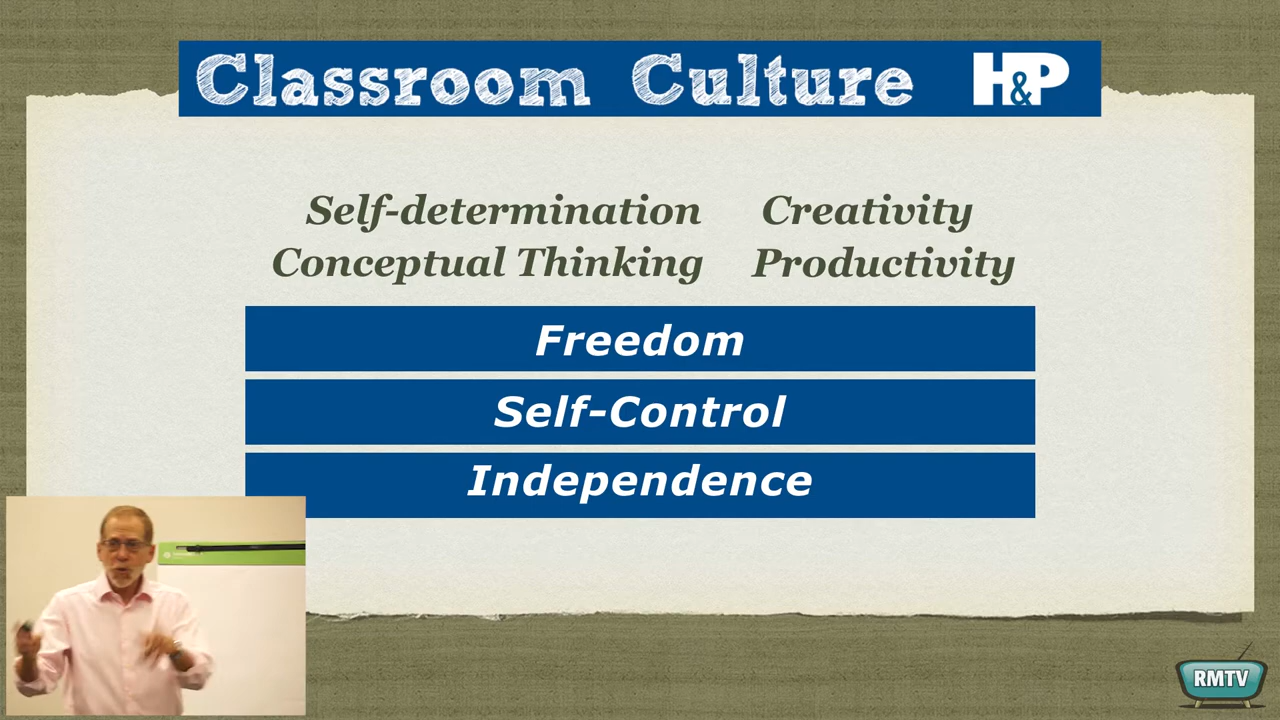 Classroom Culture H&P
Self-determination Creativity
Conceptual Thinking Productivity
Freedom
Self-Control
Independence
RMTV